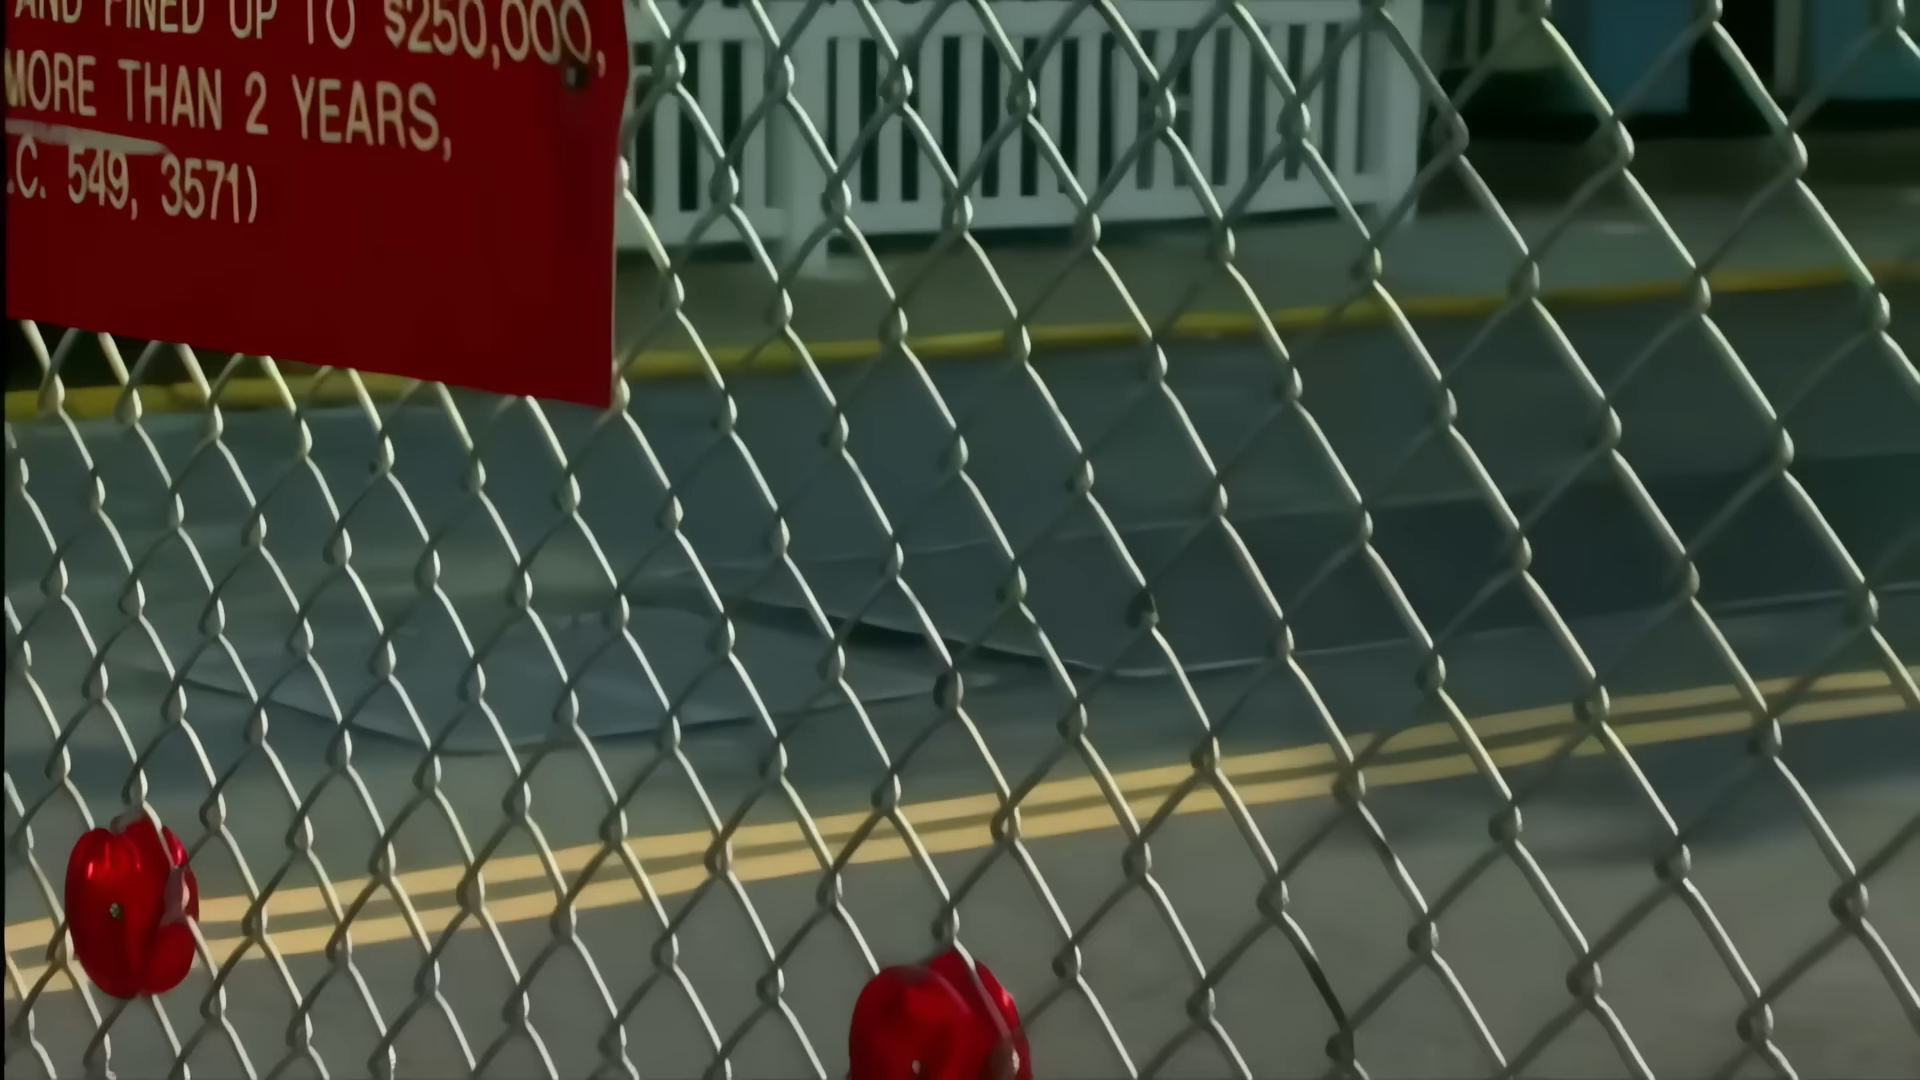 AND FINED UP TO $250,000,
MORE THAN 2 YEARS,
.C. 549, 3571)